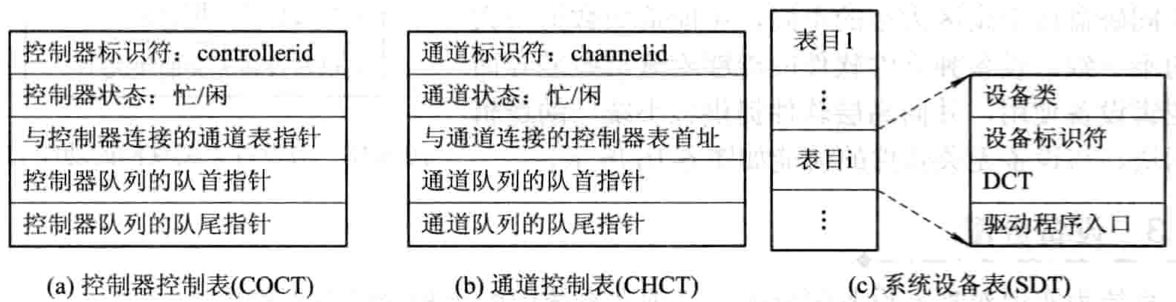 控制器标识符：controllerid
控制器状态：忙/闲
与控制器连接的通道表指针
控制器队列的队首指针
控制器队列的队尾指针
(a) 控制器控制表(COCT)
通道标识符：channelid
通道状态：忙/闲
与通道连接的控制器表首址
通道队列的队首指针
通道队列的队尾指针
(b) 通道控制表(CHCT)
表目1
⋮
表目i
⋮
设备类
设备标识符
DCT
驱动程序入口
(c) 系统设备表(SDT)